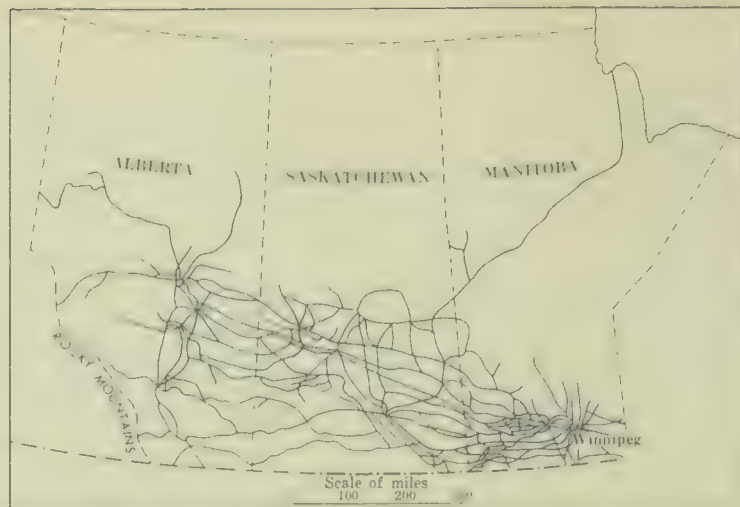 ALBERTA
SASKATCHEWAN
MANITOBA
ROCKY MOUNTAINS
Winnipeg
Scale of miles
100 200